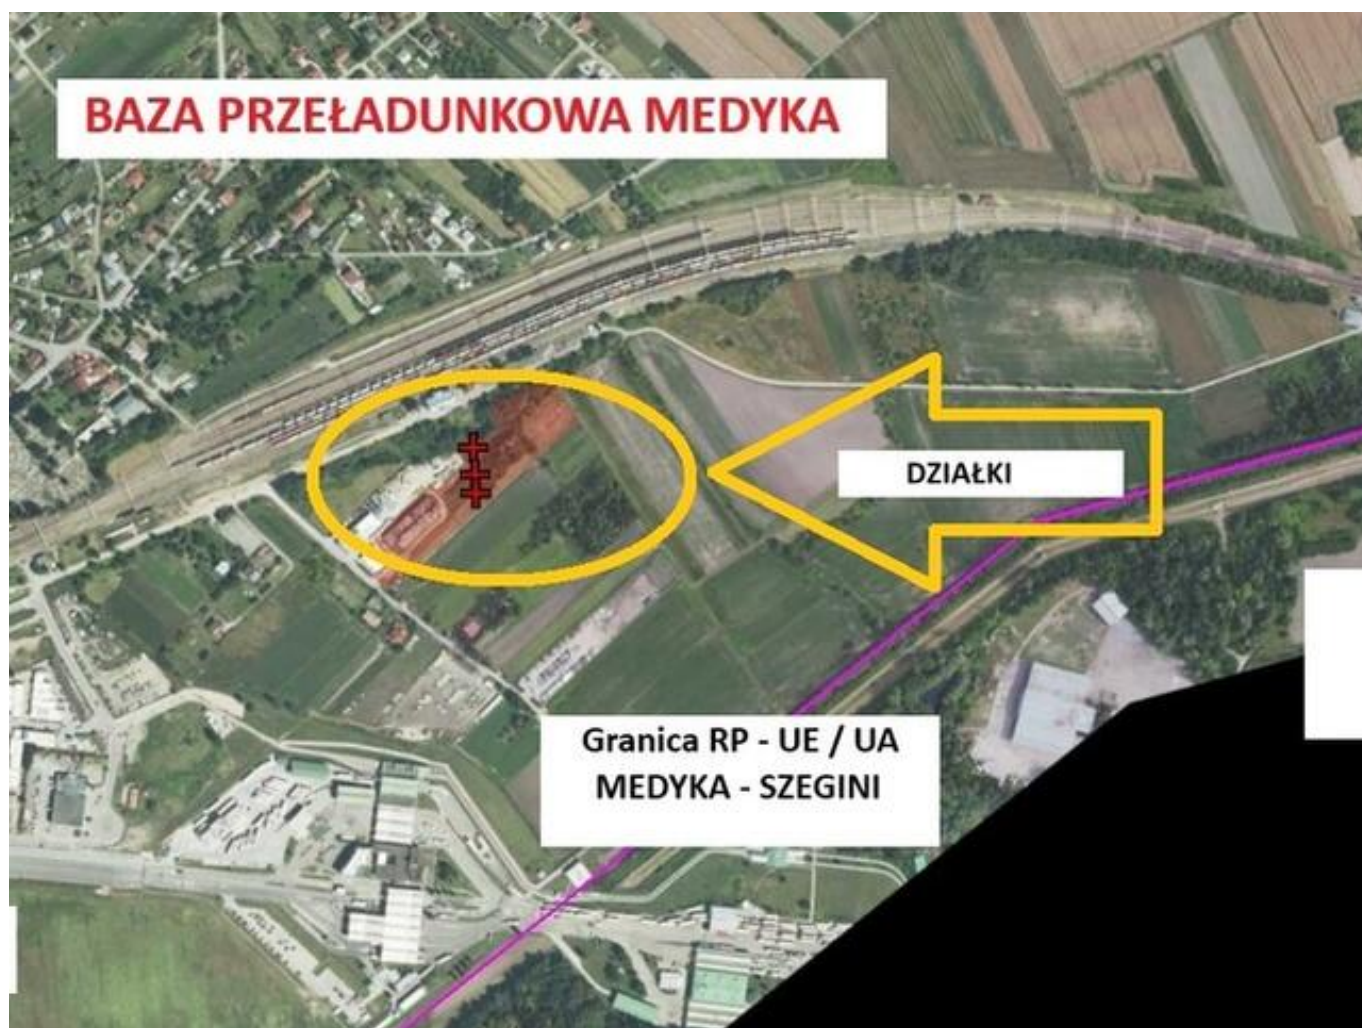 BAZA PRZEŁADUNKOWA MEDYKA
DZIAŁKI
Granica RP - UE / UA
MEDYKA - SZEGINI